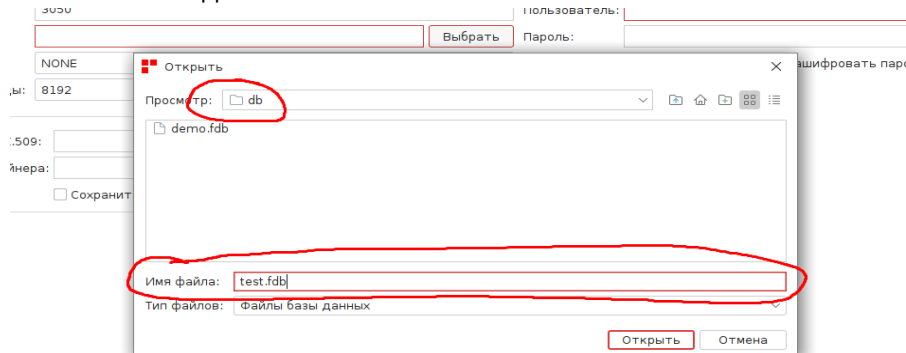 3050 Пользователь:
Выбрать Пароль:
NONE Открыть ашифровать паро
ы: 8192 Просмотр: db
demo.fdb
.509:
йнера:
Сохранит
Имя файла: test.fdb
Тип файлов: Файлы базы данных
Открыть Отмена